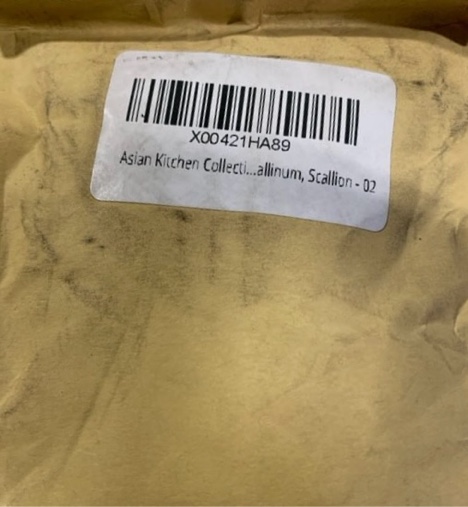 X00421HA89
Asian Kitchen Collecti...allinum, Scallion - 02